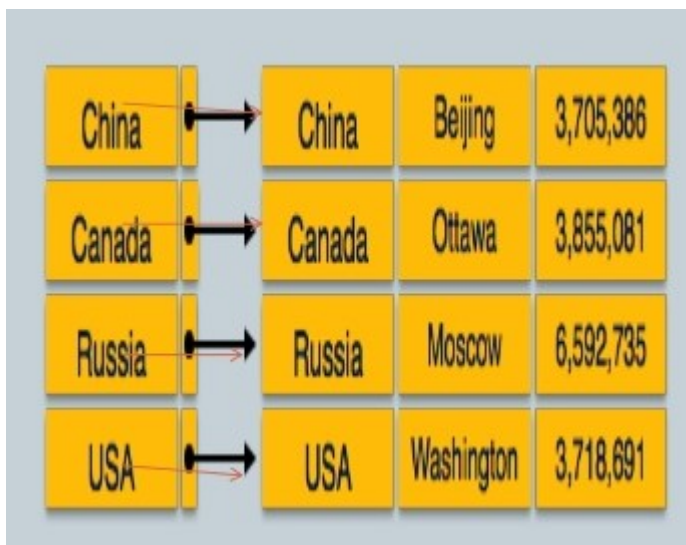 China China Beijing 3,705,386
Canada Canada Ottawa 3,855,081
Russia Russia Moscow 6,592,735
USA USA Washington 3,718,691